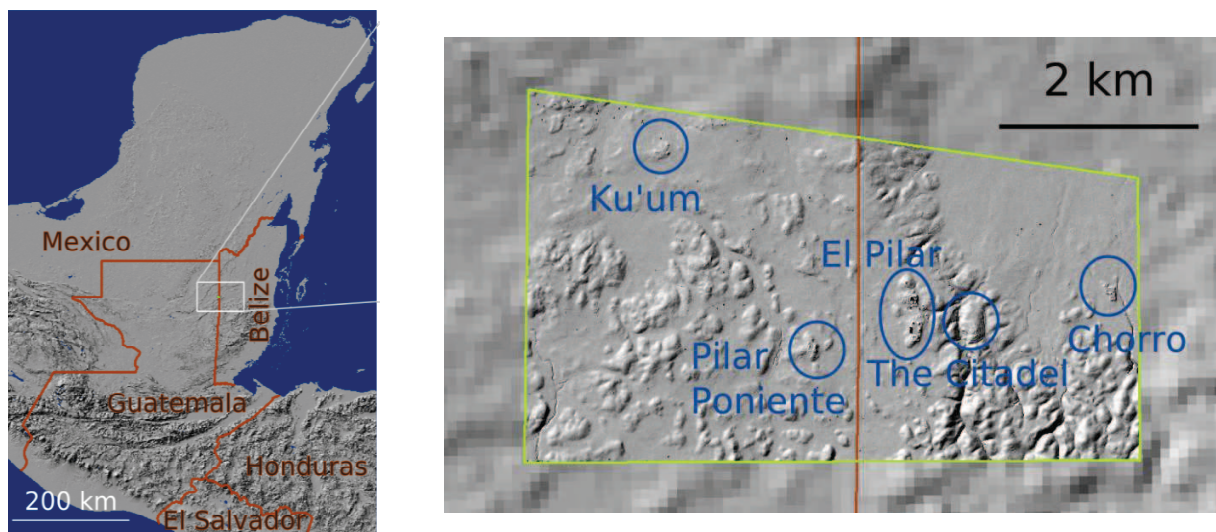 Mexico
Belize
Guatemala
Honduras
El Salvador
200 km
2 km
Ku'um
El Pilar
Pilar
Poniente
The Citadel
Chorro